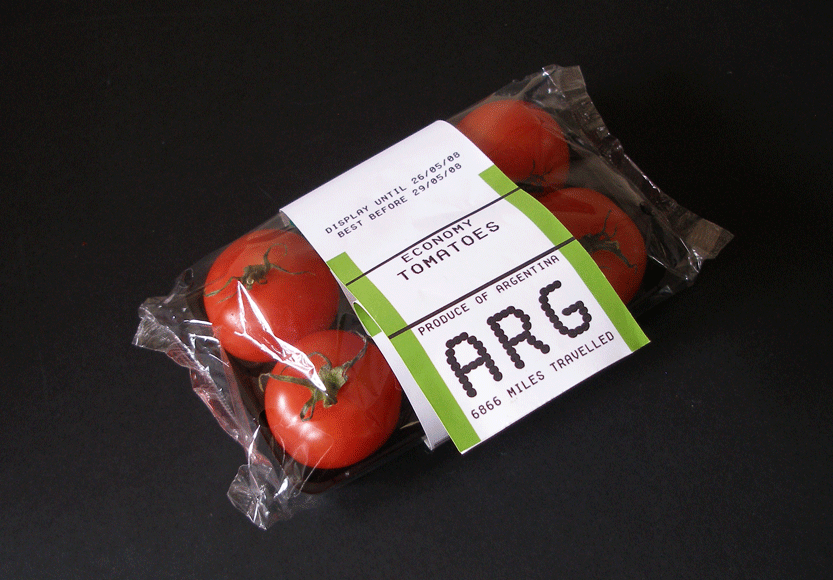 DISPLAY UNTIL 26/05/08
BEST BEFORE 29/05/08
ECONOMY
TOMATOES
PRODUCE OF ARGENTINA
ARG
6866 MILES TRAVELLED